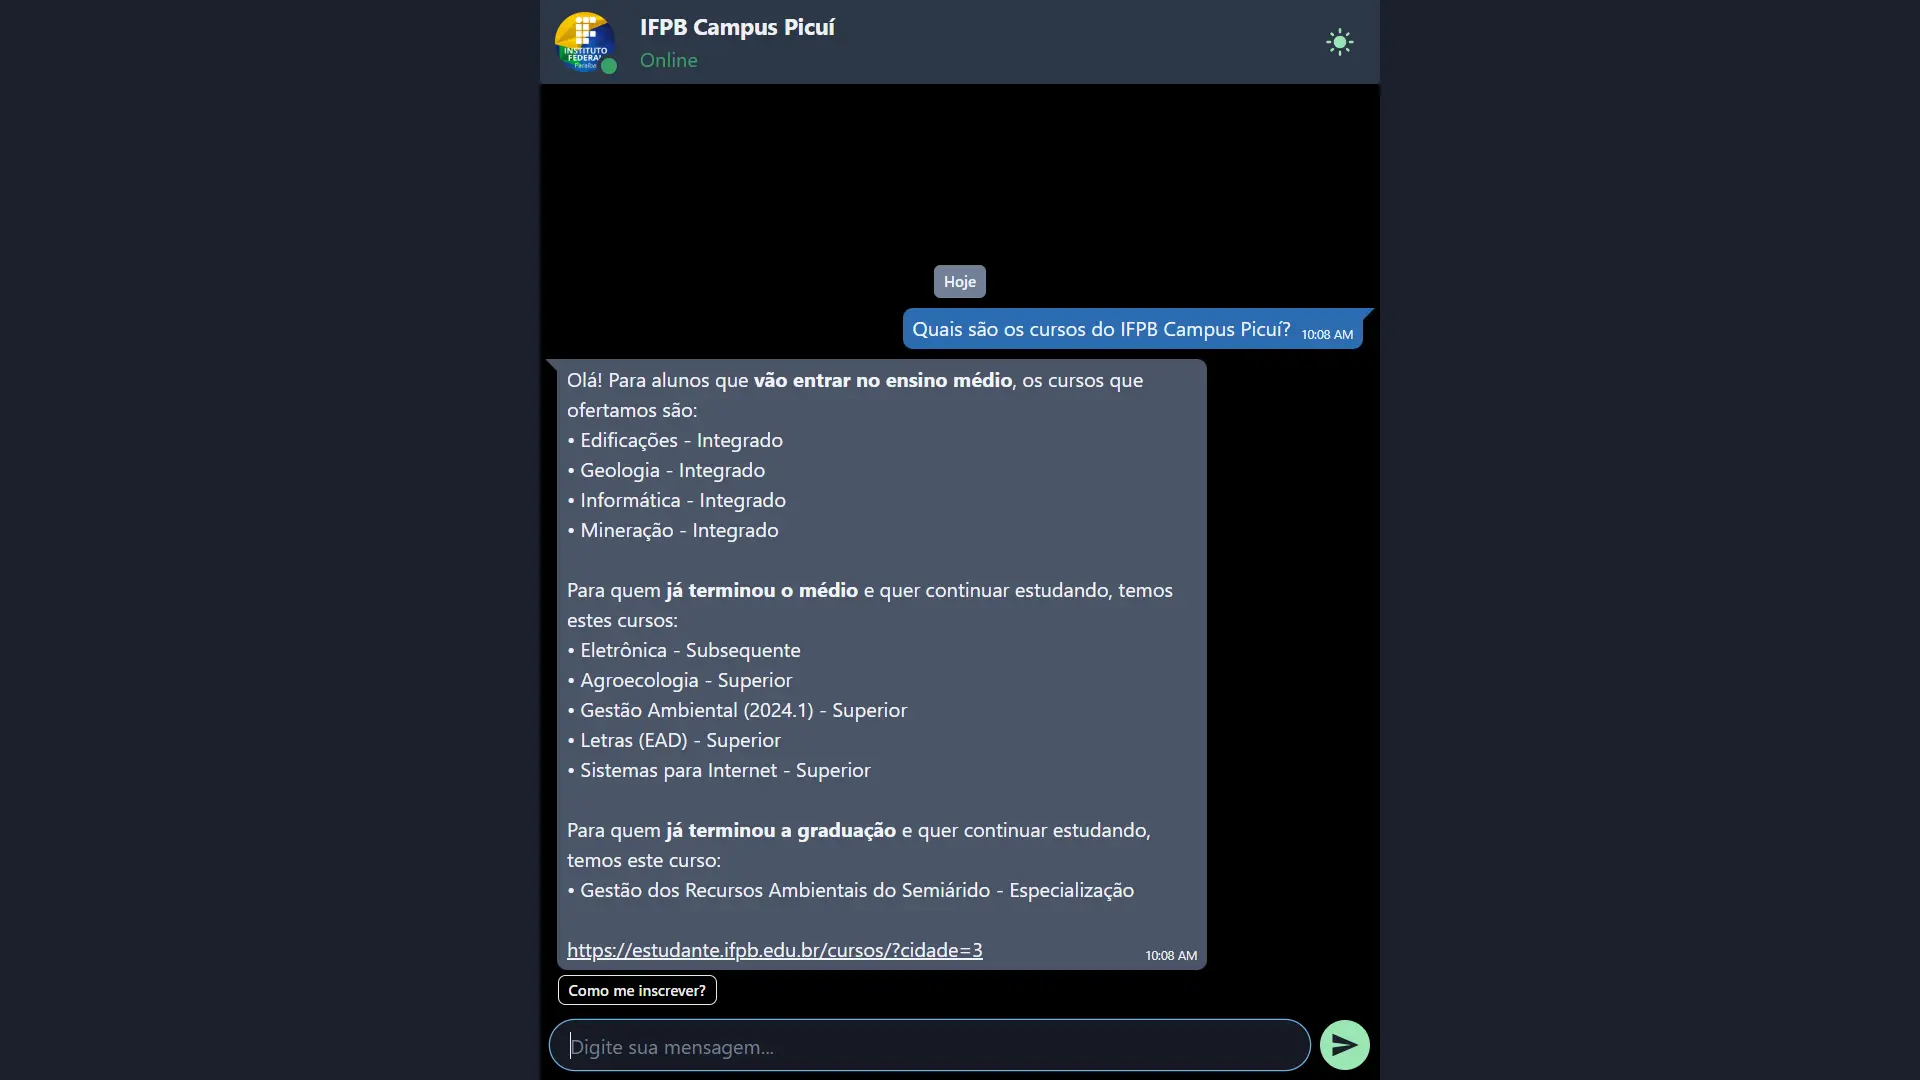 INSTITUTO
FEDERAL
Paraíba
IFPB Campus Picuí
Online
Hoje
Quais são os cursos do IFPB Campus Picuí? 10:08 AM
Olá! Para alunos que vão entrar no ensino médio, os cursos que
ofertamos são:
• Edificações - Integrado
• Geologia - Integrado
• Informática - Integrado
• Mineração - Integrado
Para quem já terminou o médio e quer continuar estudando, temos
estes cursos:
• Eletrônica - Subsequente
• Agroecologia - Superior
• Gestão Ambiental (2024.1) - Superior
• Letras (EAD) - Superior
• Sistemas para Internet - Superior
Para quem já terminou a graduação e quer continuar estudando,
temos este curso:
• Gestão dos Recursos Ambientais do Semiárido - Especialização
https://estudante.ifpb.edu.br/cursos/?cidade=3 10:08 AM
Como me inscrever?
Digite sua mensagem...